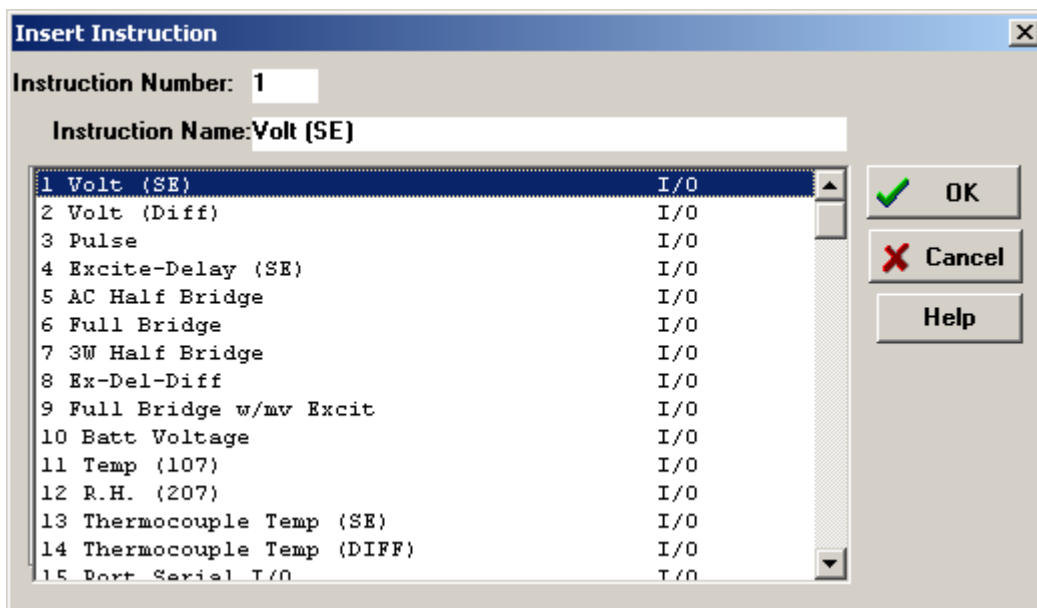 Insert Instruction
Instruction Number: 1
Instruction Name: Volt (SE)
1 Volt (SE) I/O
2 Volt (Diff) I/O
3 Pulse I/O
4 Excite-Delay (SE) I/O
5 AC Half Bridge I/O
6 Full Bridge I/O
7 3W Half Bridge I/O
8 Ex-Del-Diff I/O
9 Full Bridge w/mv Excit I/O
10 Batt Voltage I/O
11 Temp (107) I/O
12 R.H. (207) I/O
13 Thermocouple Temp (SE) I/O
14 Thermocouple Temp (DIFF) I/O
15 Port Serial I/O I/O
OK
Cancel
Help